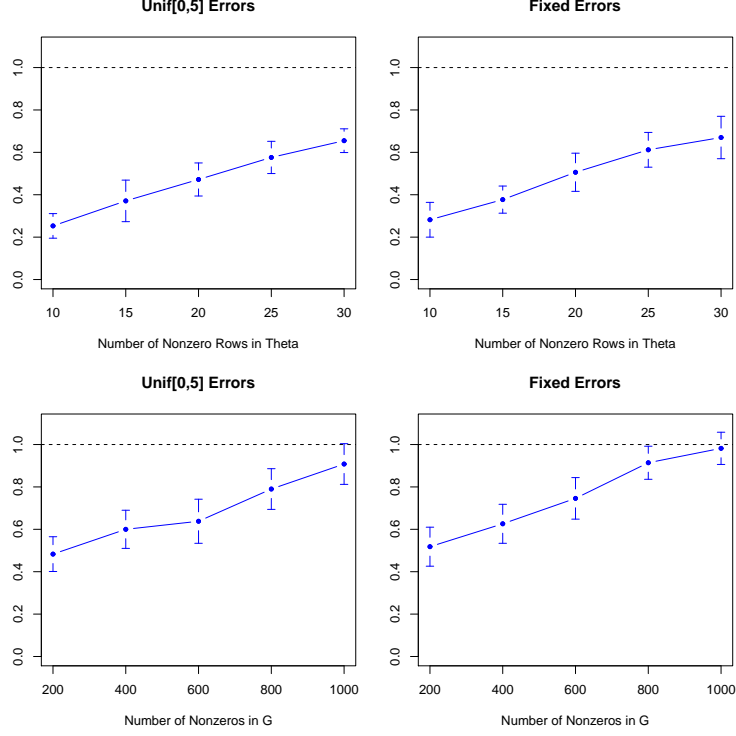 Unif[0,5] Errors
0.0 0.2 0.4 0.6 0.8 1.0
10 15 20 25 30
Number of Nonzero Rows in Theta
Fixed Errors
0.0 0.2 0.4 0.6 0.8 1.0
10 15 20 25 30
Number of Nonzero Rows in Theta
Unif[0,5] Errors
0.0 0.2 0.4 0.6 0.8 1.0
200 400 600 800 1000
Number of Nonzeros in G
Fixed Errors
0.0 0.2 0.4 0.6 0.8 1.0
200 400 600 800 1000
Number of Nonzeros in G